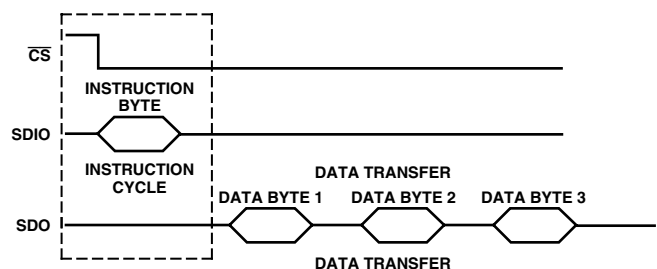 CS
INSTRUCTION
BYTE
SDIO
INSTRUCTION
CYCLE
DATA TRANSFER
DATA BYTE 1 DATA BYTE 2 DATA BYTE 3
SDO
DATA TRANSFER